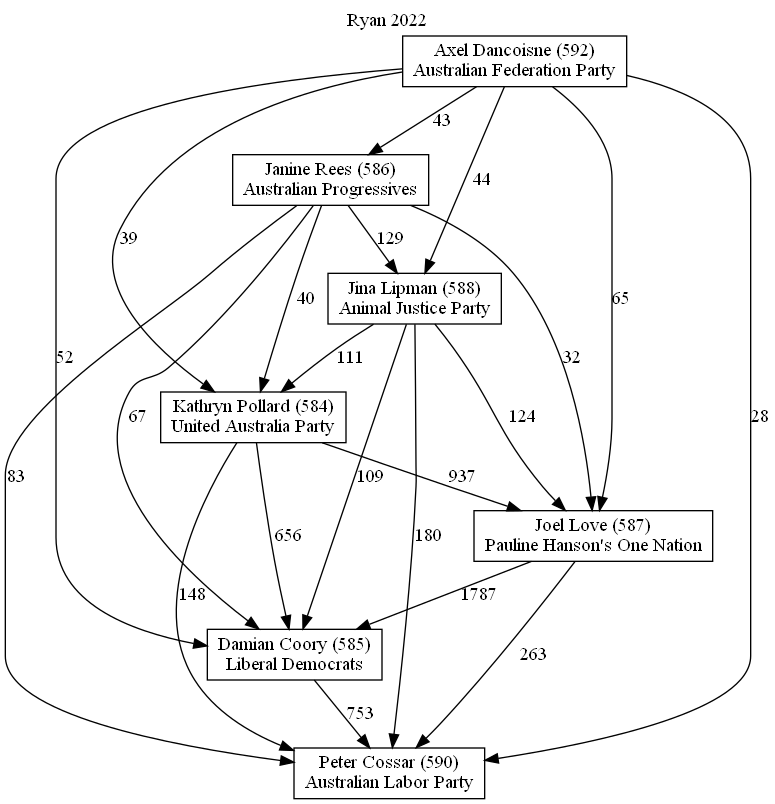 Ryan 2022
Axel Dancoisne (592)
Australian Federation Party
43
Janine Rees (586)
Australian Progressives
44
39
129
65
Jina Lipman (588)
Animal Justice Party
40
52
111
32
28
Kathryn Pollard (584)
United Australia Party
67
124
83
109
937
Joel Love (587)
Pauline Hanson's One Nation
656
180
148
1787
Damian Coory (585)
Liberal Democrats
263
753
Peter Cossar (590)
Australian Labor Party